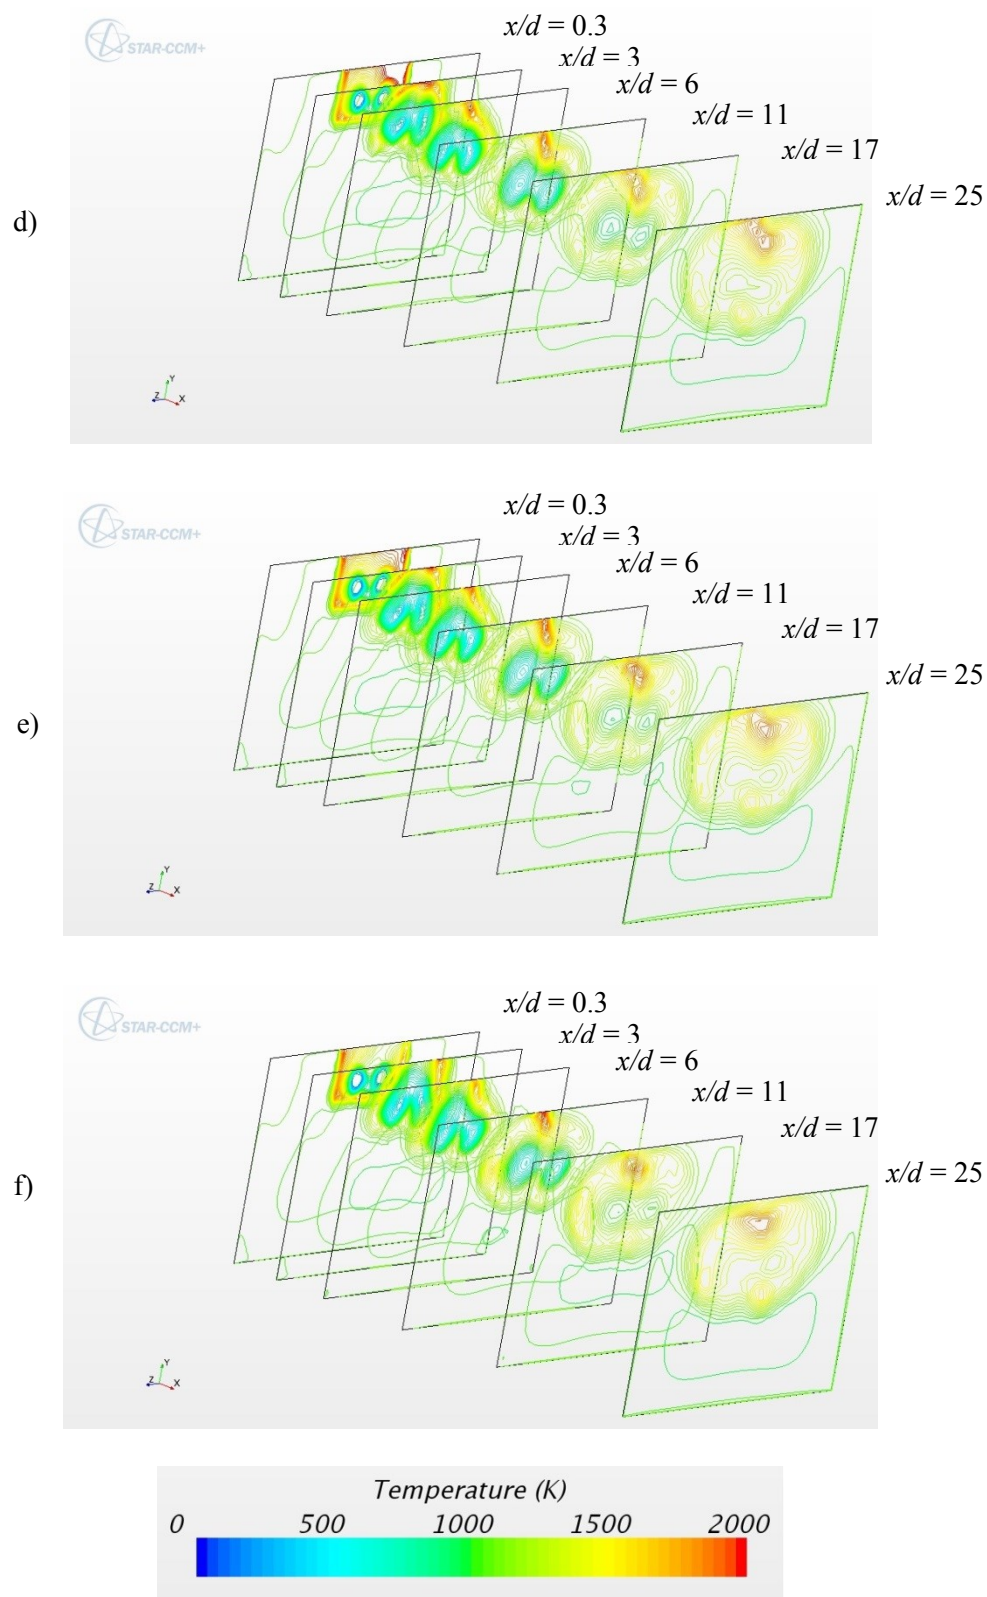 x/d = 0.3
x/d = 3
x/d = 6
x/d = 11
x/d = 17
x/d = 25
STAR-CCM+
d)
Y
Z
X
x/d = 0.3
x/d = 3
x/d = 6
x/d = 11
x/d = 17
x/d = 25
STAR-CCM+
e)
Y
Z
X
x/d = 0.3
x/d = 3
x/d = 6
x/d = 11
x/d = 17
x/d = 25
STAR-CCM+
f)
Y
Z
X
Temperature (K)
0 500 1000 1500 2000